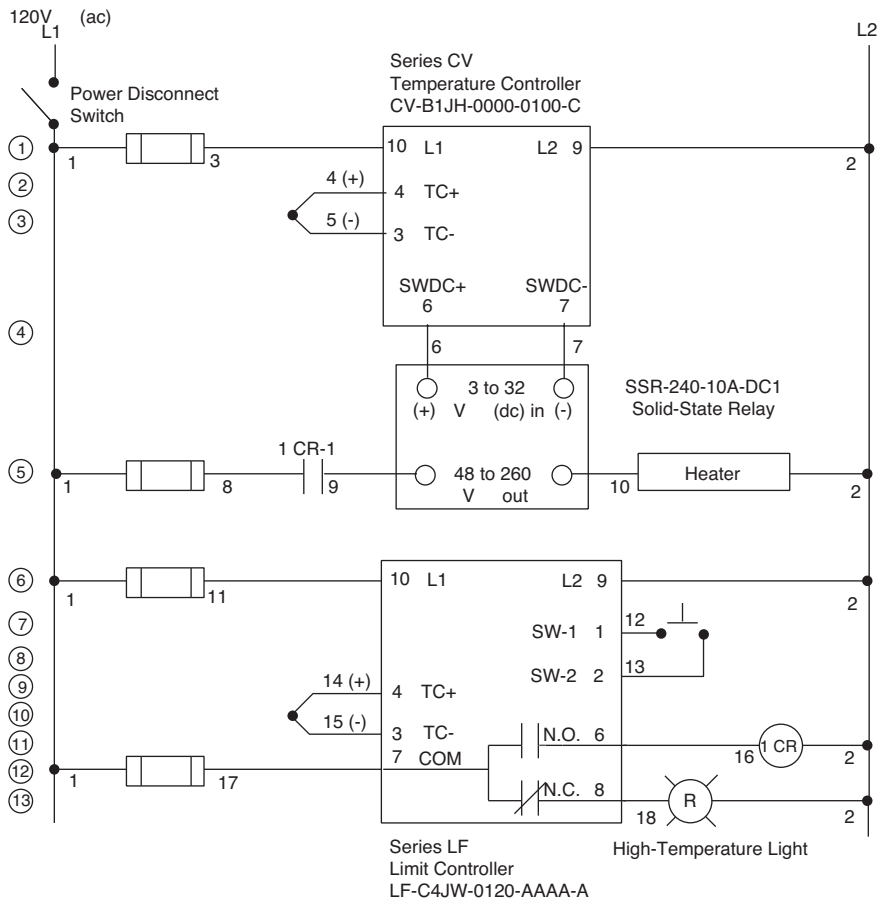 120V (ac)
L1
L2
Power Disconnect
Switch
Series CV
Temperature Controller
CV-B1JH-0000-0100-C
1
1
3
10 L1
L2 9
2
2
4 (+)
4 TC+
3
5 (-)
3 TC-
SWDC+
6
SWDC-
7
4
6
7
3 to 32
(+) V (dc) in (-)
SSR-240-10A-DC1
Solid-State Relay
5
1
8
1 CR-1
9
48 to 260
V out
10
Heater
2
6
1
11
10 L1
L2 9
2
7
SW-1 1
12
8
SW-2 2
13
9
14 (+)
4 TC+
10
15 (-)
3 TC-
11
N.O. 6
16
1 CR
2
12
1
17
7 COM
13
N.C. 8
18
R
2
High-Temperature Light
Series LF
Limit Controller
LF-C4JW-0120-AAAA-A